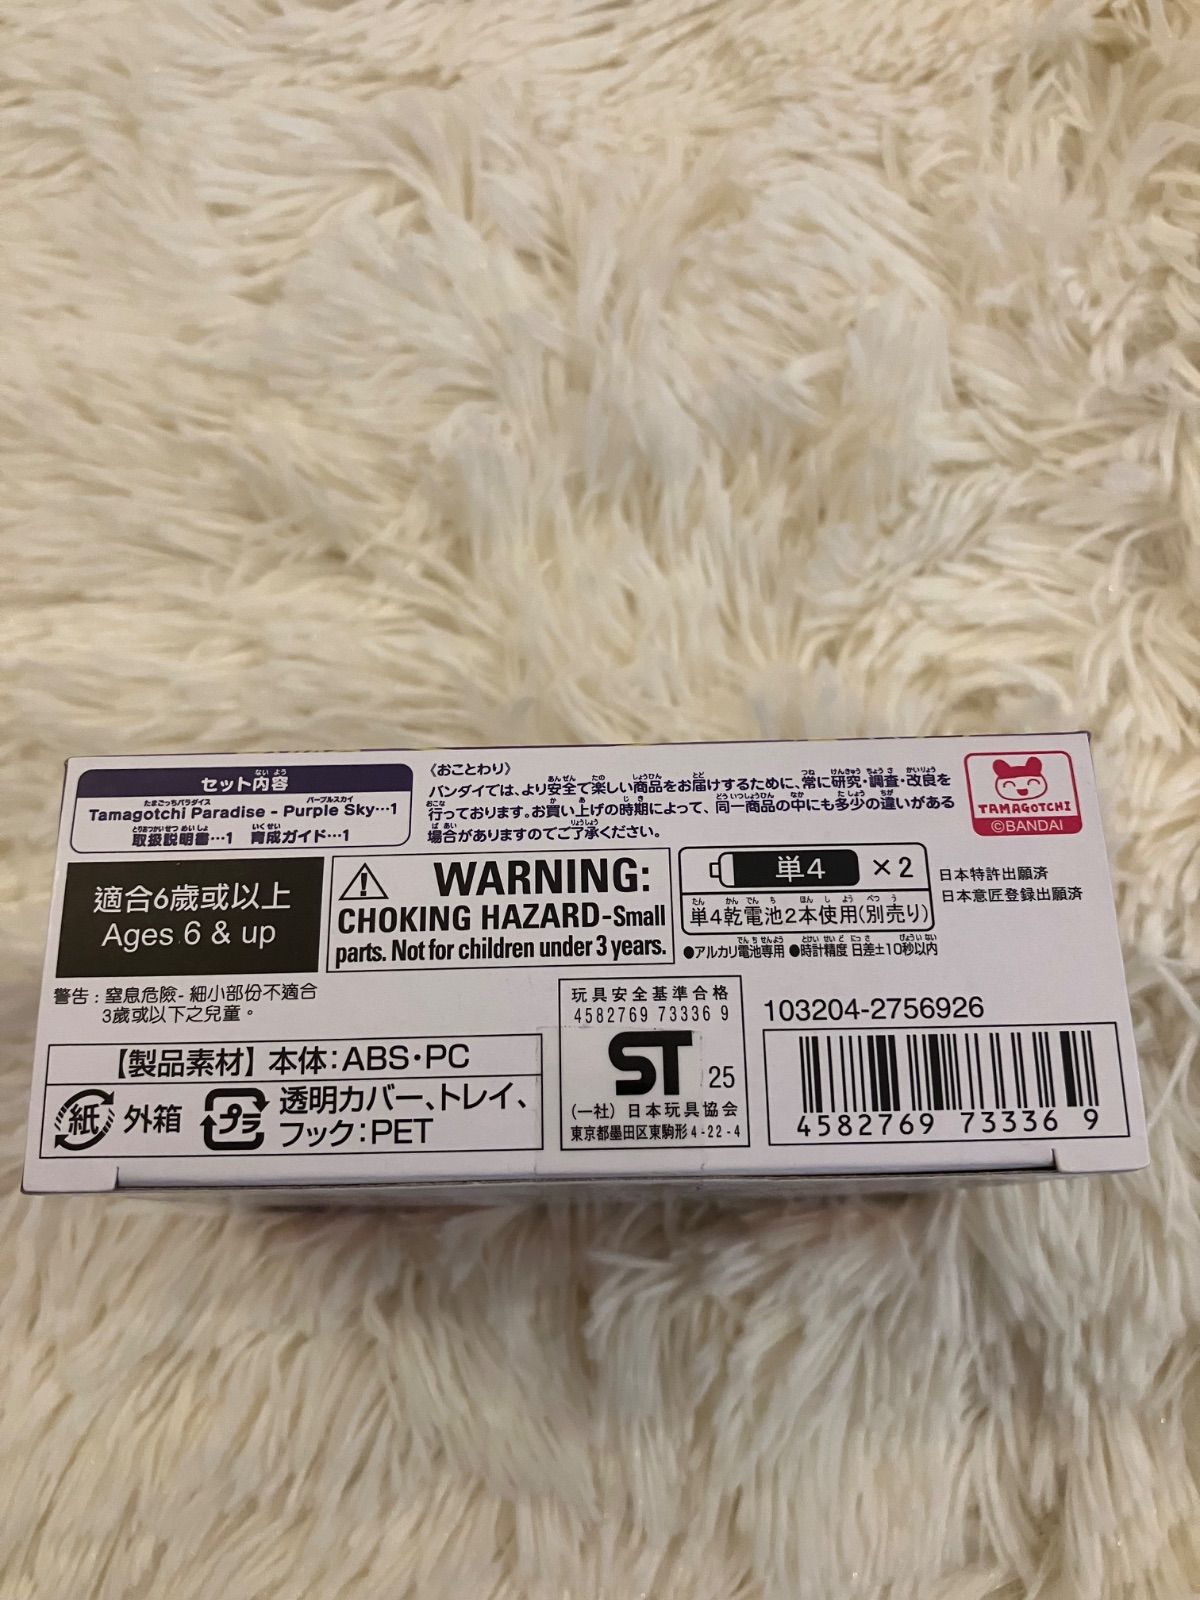 セット内容
Tamagotchi Paradise - Purple Sky…1
取扱説明書…1 育成ガイド…1
〈おことわり〉
バンダイでは、より安全で楽しい商品をお届けするために、常に研究・調査・改良を
行っております。お買い上げの時期によって、同一商品の中にも多少の違いがある
場合がありますのでご了承ください。
TAMAGOTCHI
©BANDAI
適合6歳或以上
Ages 6 & up
WARNING:
CHOKING HAZARD-Small
parts. Not for children under 3 years.
単4 ×2
単4乾電池2本使用(別売り)
●アルカリ電池専用 ●時計精度 日差±10秒以内
日本特許出願済
日本意匠登録出願済
警告:窒息危險-細小部份不適合
3歲或以下之兒童。
【製品素材】本体:ABS・PC
紙 外箱
プラ 透明カバー、トレイ、
フック:PET
玩具安全基準合格
4582769 73336 9
ST 25
(一社) 日本玩具協会
東京都墨田区東駒形4-22-4
103204-2756926
4582769 73336 9